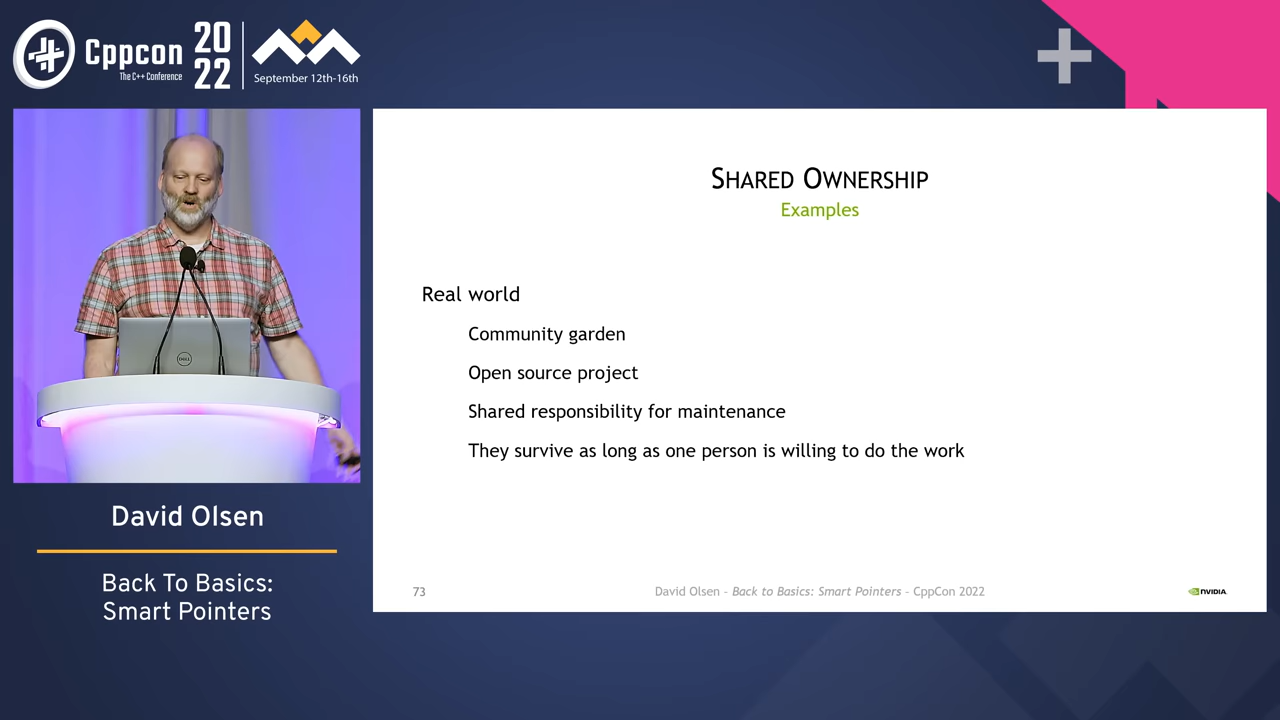 Cppcon
The C++ Conference
20
22
September 12th-16th
SHARED OWNERSHIP
Examples
Real world
Community garden
Open source project
Shared responsibility for maintenance
They survive as long as one person is willing to do the work
73
David Olsen - Back to Basics: Smart Pointers - CppCon 2022
NVIDIA
DELL
David Olsen
Back To Basics:
Smart Pointers